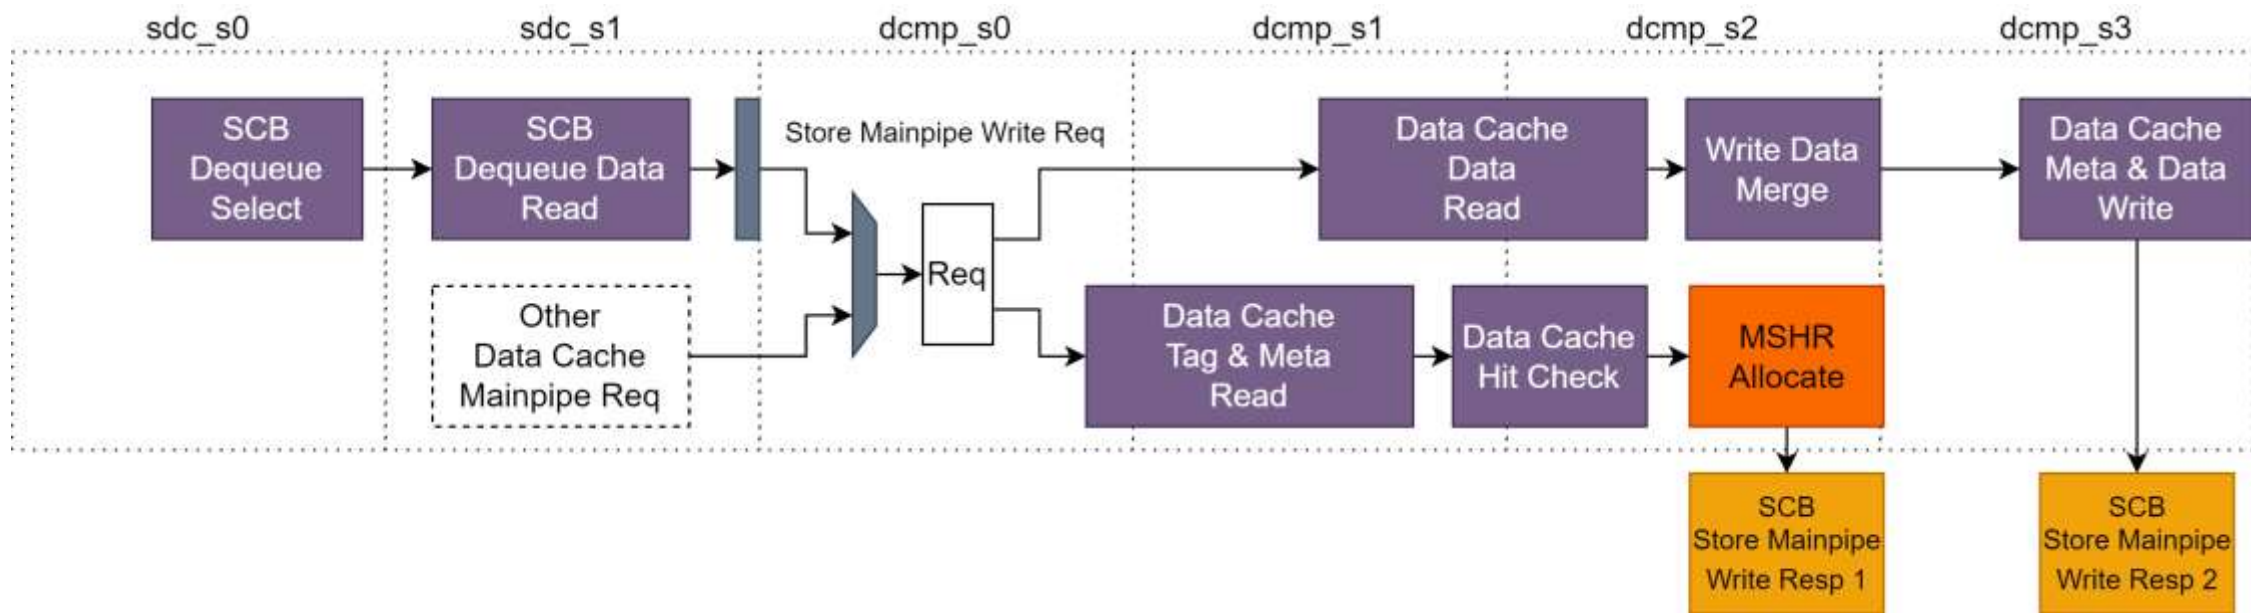 sdc_s0
sdc_s1
dcmp_s0
dcmp_s1
dcmp_s2
dcmp_s3
SCB
Dequeue
Select
SCB
Dequeue Data
Read
Store Mainpipe Write Req
Data Cache
Data
Read
Write Data
Merge
Data Cache
Meta & Data
Write
Other
Data Cache
Mainpipe Req
Req
Data Cache
Tag & Meta
Read
Data Cache
Hit Check
MSHR
Allocate
SCB
Store Mainpipe
Write Resp 1
SCB
Store Mainpipe
Write Resp 2